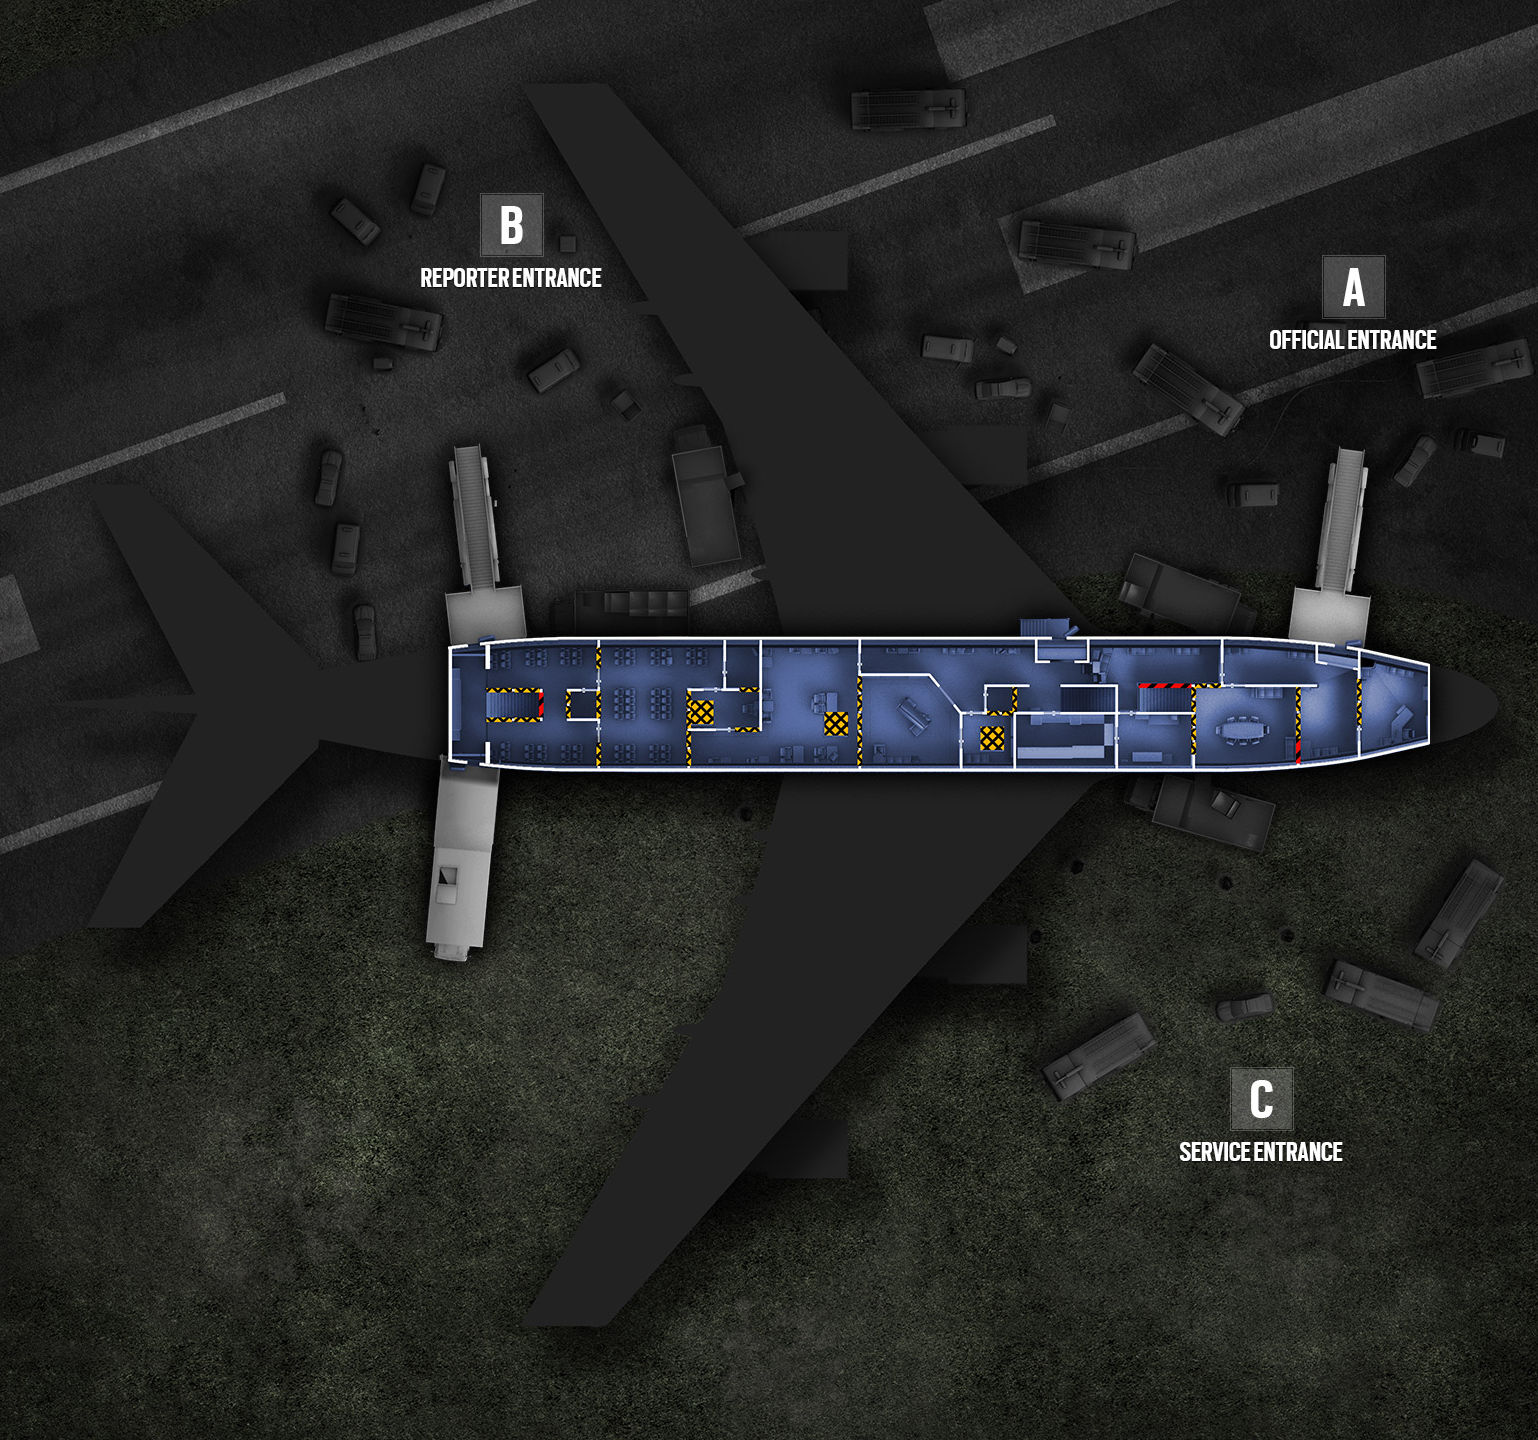 B
REPORTER ENTRANCE
A
OFFICIAL ENTRANCE
C
SERVICE ENTRANCE